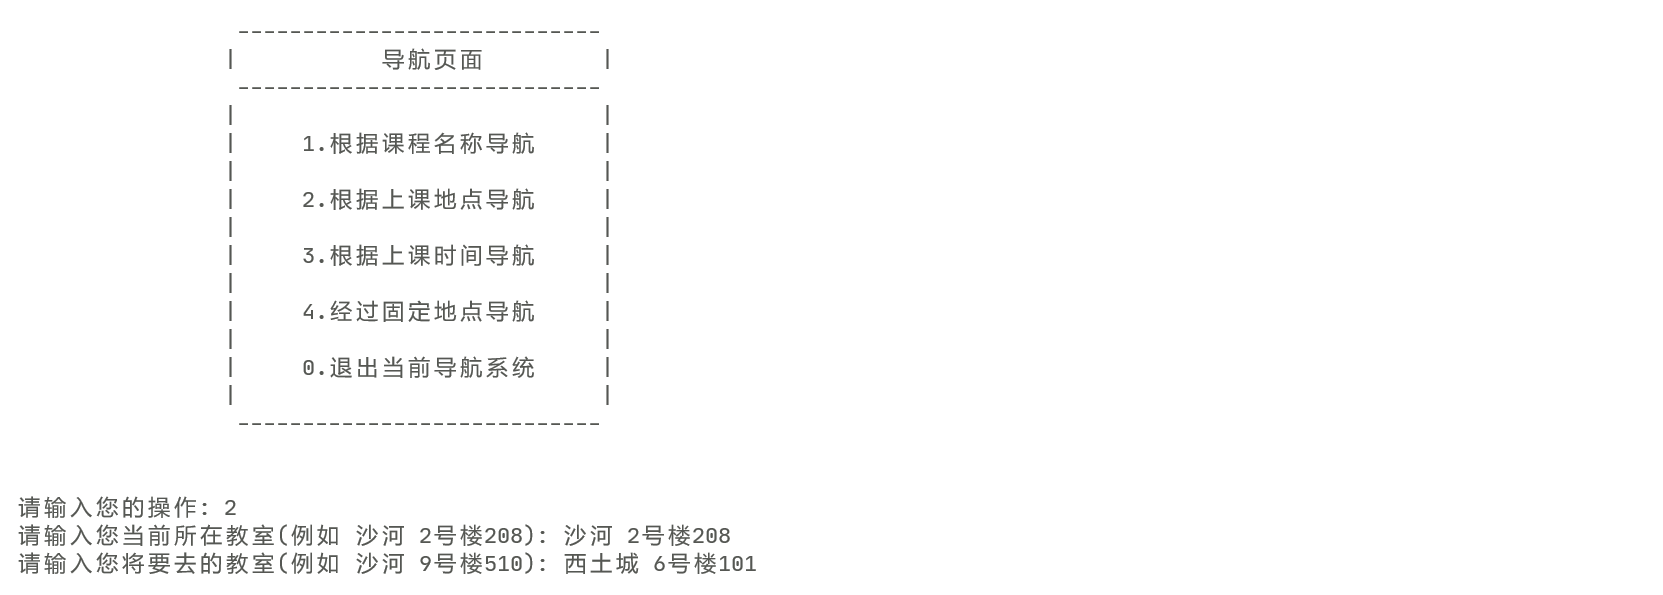 ----------------------------
|          导航页面         |
----------------------------
|                           |
|     1.根据课程名称导航     |
|                           |
|     2.根据上课地点导航     |
|                           |
|     3.根据上课时间导航     |
|                           |
|     4.经过固定地点导航     |
|                           |
|     0.退出当前导航系统     |
|                           |
----------------------------
请输入您的操作: 2
请输入您当前所在教室(例如 沙河 2号楼208): 沙河 2号楼208
请输入您将要去的教室(例如 沙河 9号楼510): 西土城 6号楼101